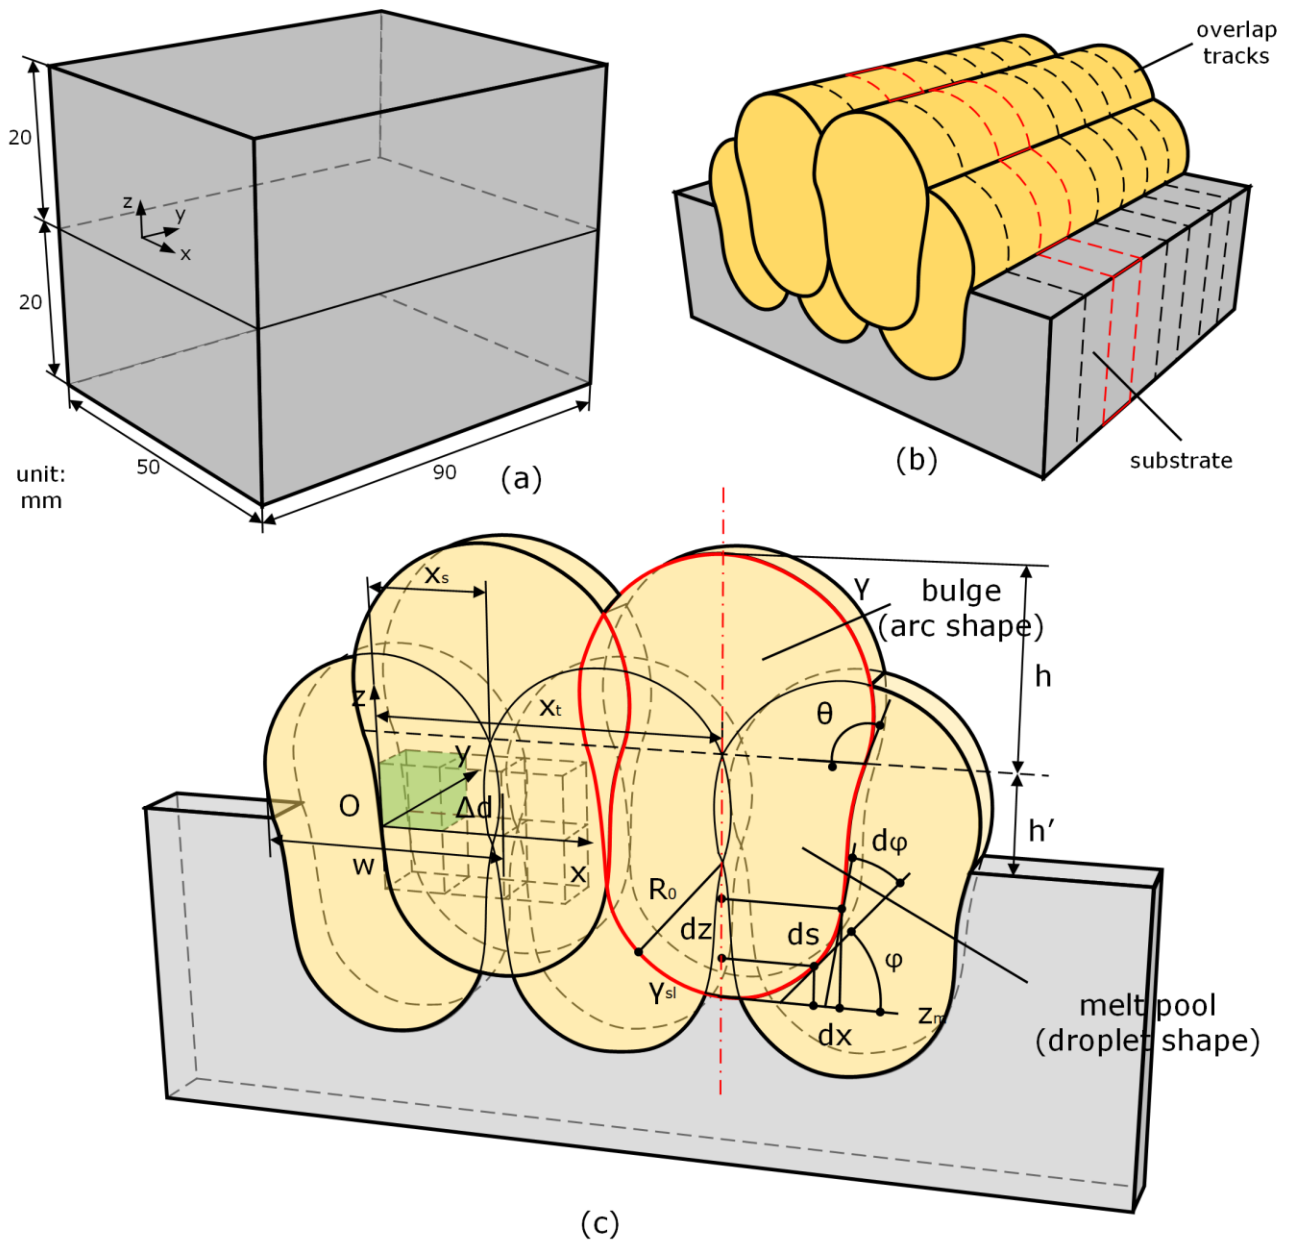 20
z
y
x
20
50
90
unit:
mm
(a)
overlap
tracks
substrate
(b)
xs
γ
bulge
(arc shape)
h
z
xt
θ
y
O
Δd
h’
w
x
dφ
R0
dz
ds
φ
γsl
zm
dx
melt pool
(droplet shape)
(c)